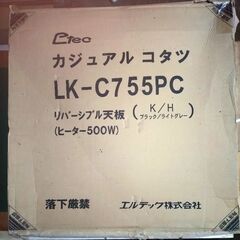 LTec
カジュアル コタツ
LK-C755PC
リバーシブル天板 ( K/H
ブラック/ライトグレー )
(ヒーター500W)
落下厳禁 エルテック株式会社